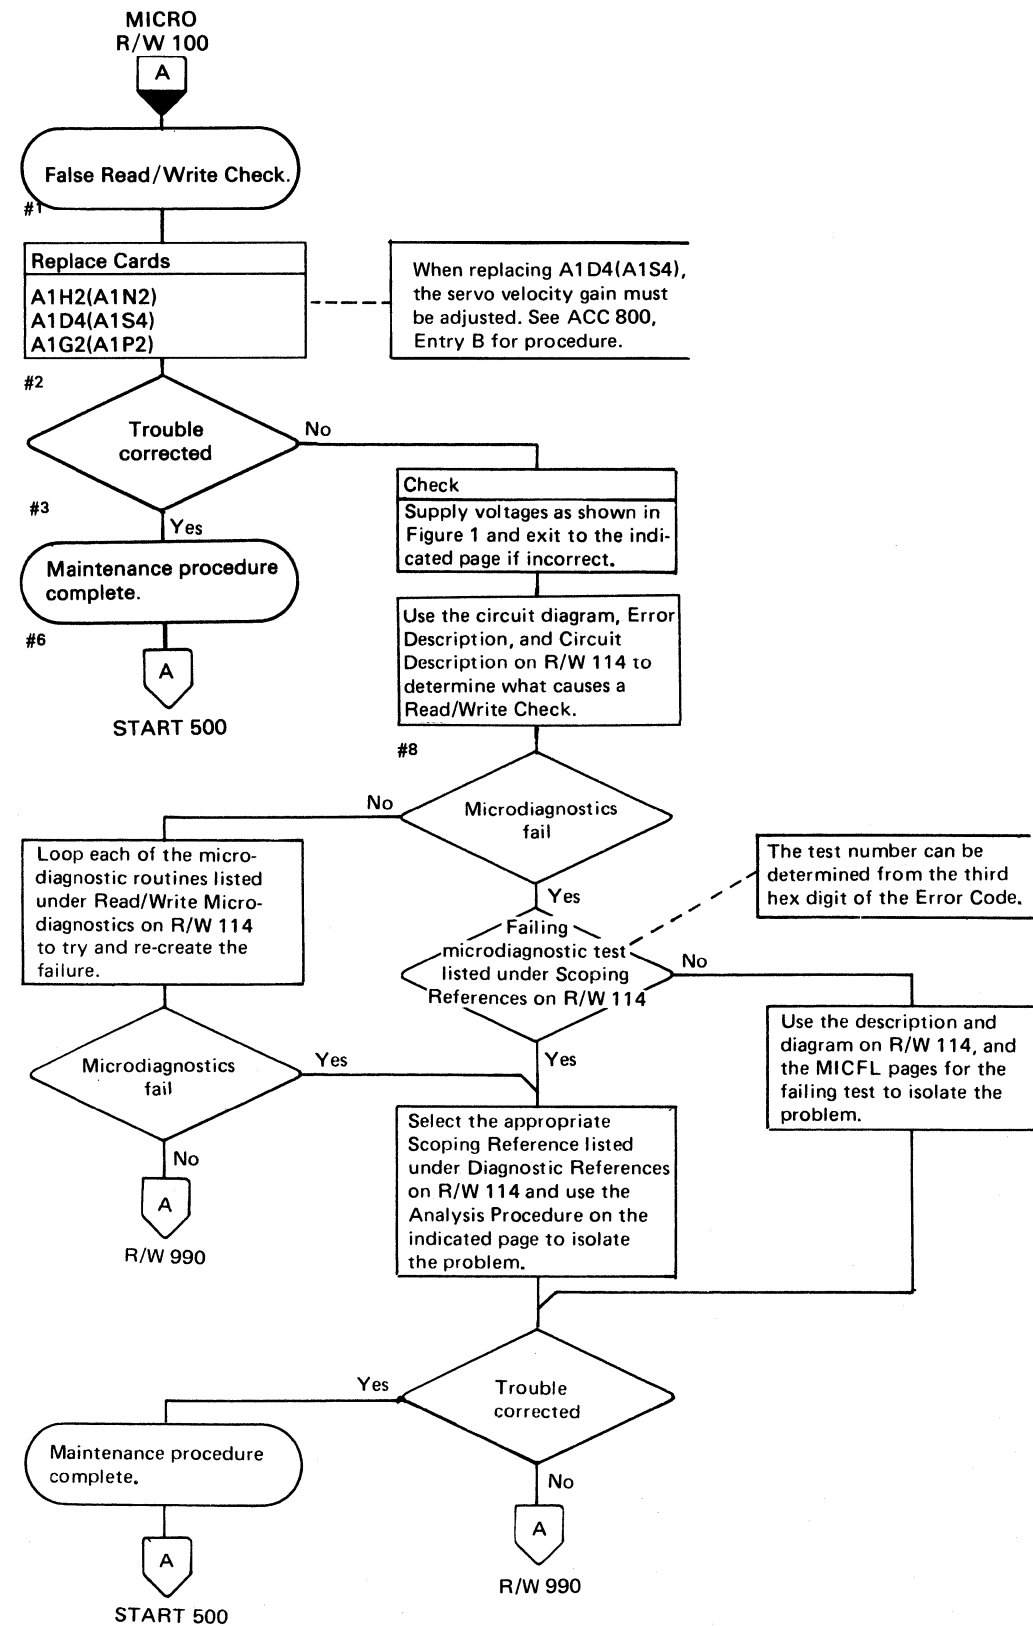 MICRO
R/W 100
A
False Read/Write Check.
#1
Replace Cards
A1H2(A1N2)
A1D4(A1S4)
A1G2(A1P2)
When replacing A1D4(A1S4),
the servo velocity gain must
be adjusted. See ACC 800,
Entry B for procedure.
#2
Trouble
corrected
No
#3
Yes
Check
Supply voltages as shown in
Figure 1 and exit to the indi-
cated page if incorrect.
Maintenance procedure
complete.
#6
A
START 500
Use the circuit diagram, Error
Description, and Circuit
Description on R/W 114 to
determine what causes a
Read/Write Check.
#8
Microdiagnostics
fail
No
Yes
Loop each of the micro-
diagnostic routines listed
under Read/Write Micro-
diagnostics on R/W 114
to try and re-create the
failure.
The test number can be
determined from the third
hex digit of the Error Code.
Failing
microdiagnostic test
listed under Scoping
References on R/W 114
No
Yes
Use the description and
diagram on R/W 114, and
the MICFL pages for the
failing test to isolate the
problem.
Microdiagnostics
fail
Yes
No
A
R/W 990
Select the appropriate
Scoping Reference listed
under Diagnostic References
on R/W 114 and use the
Analysis Procedure on the
indicated page to isolate
the problem.
Trouble
corrected
Yes
No
Maintenance procedure
complete.
A
START 500
A
R/W 990